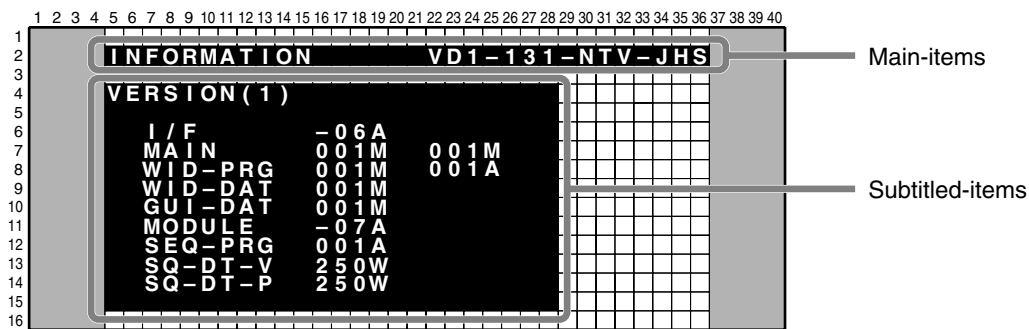 1 2 3 4 5 6 7 8 9 10 11 12 13 14 15 16 17 18 19 20 21 22 23 24 25 26 27 28 29 30 31 32 33 34 35 36 37 38 39 40
1
2 INFORMATION VD1–131–NTV–JHS Main-items
3
4 VERSION(1)
5
6 I/F –06A
7 MAIN 001M 001M
8 WID–PRG 001M 001A
9 WID–DAT 001M Subtitled-items
10 GUI–DAT 001M
11 MODULE –07A
12 SEQ–PRG 001A
13 SQ–DT–V 250W
14 SQ–DT–P 250W
15
16